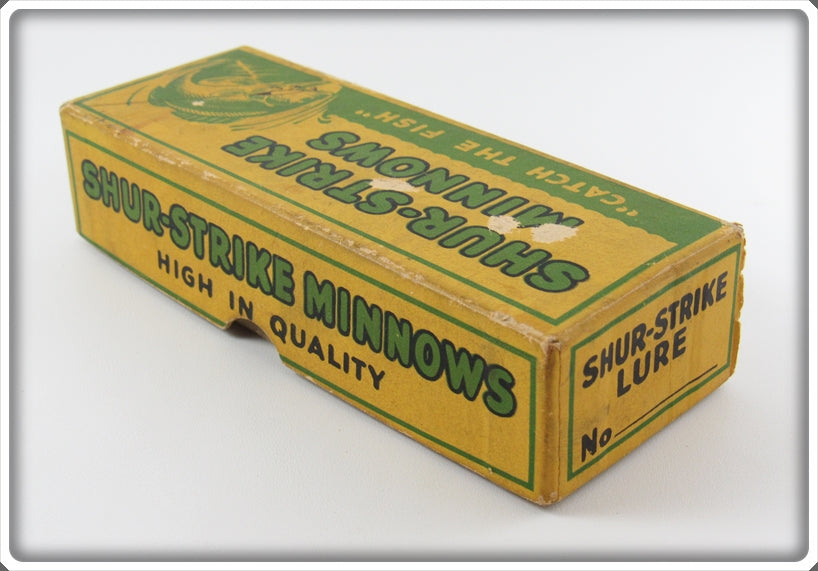 "CATCH THE FISH"
SHUR-STRIKE
MINNOWS
SHUR-STRIKE MINNOWS
HIGH IN QUALITY
SHUR-STRIKE
LURE
No